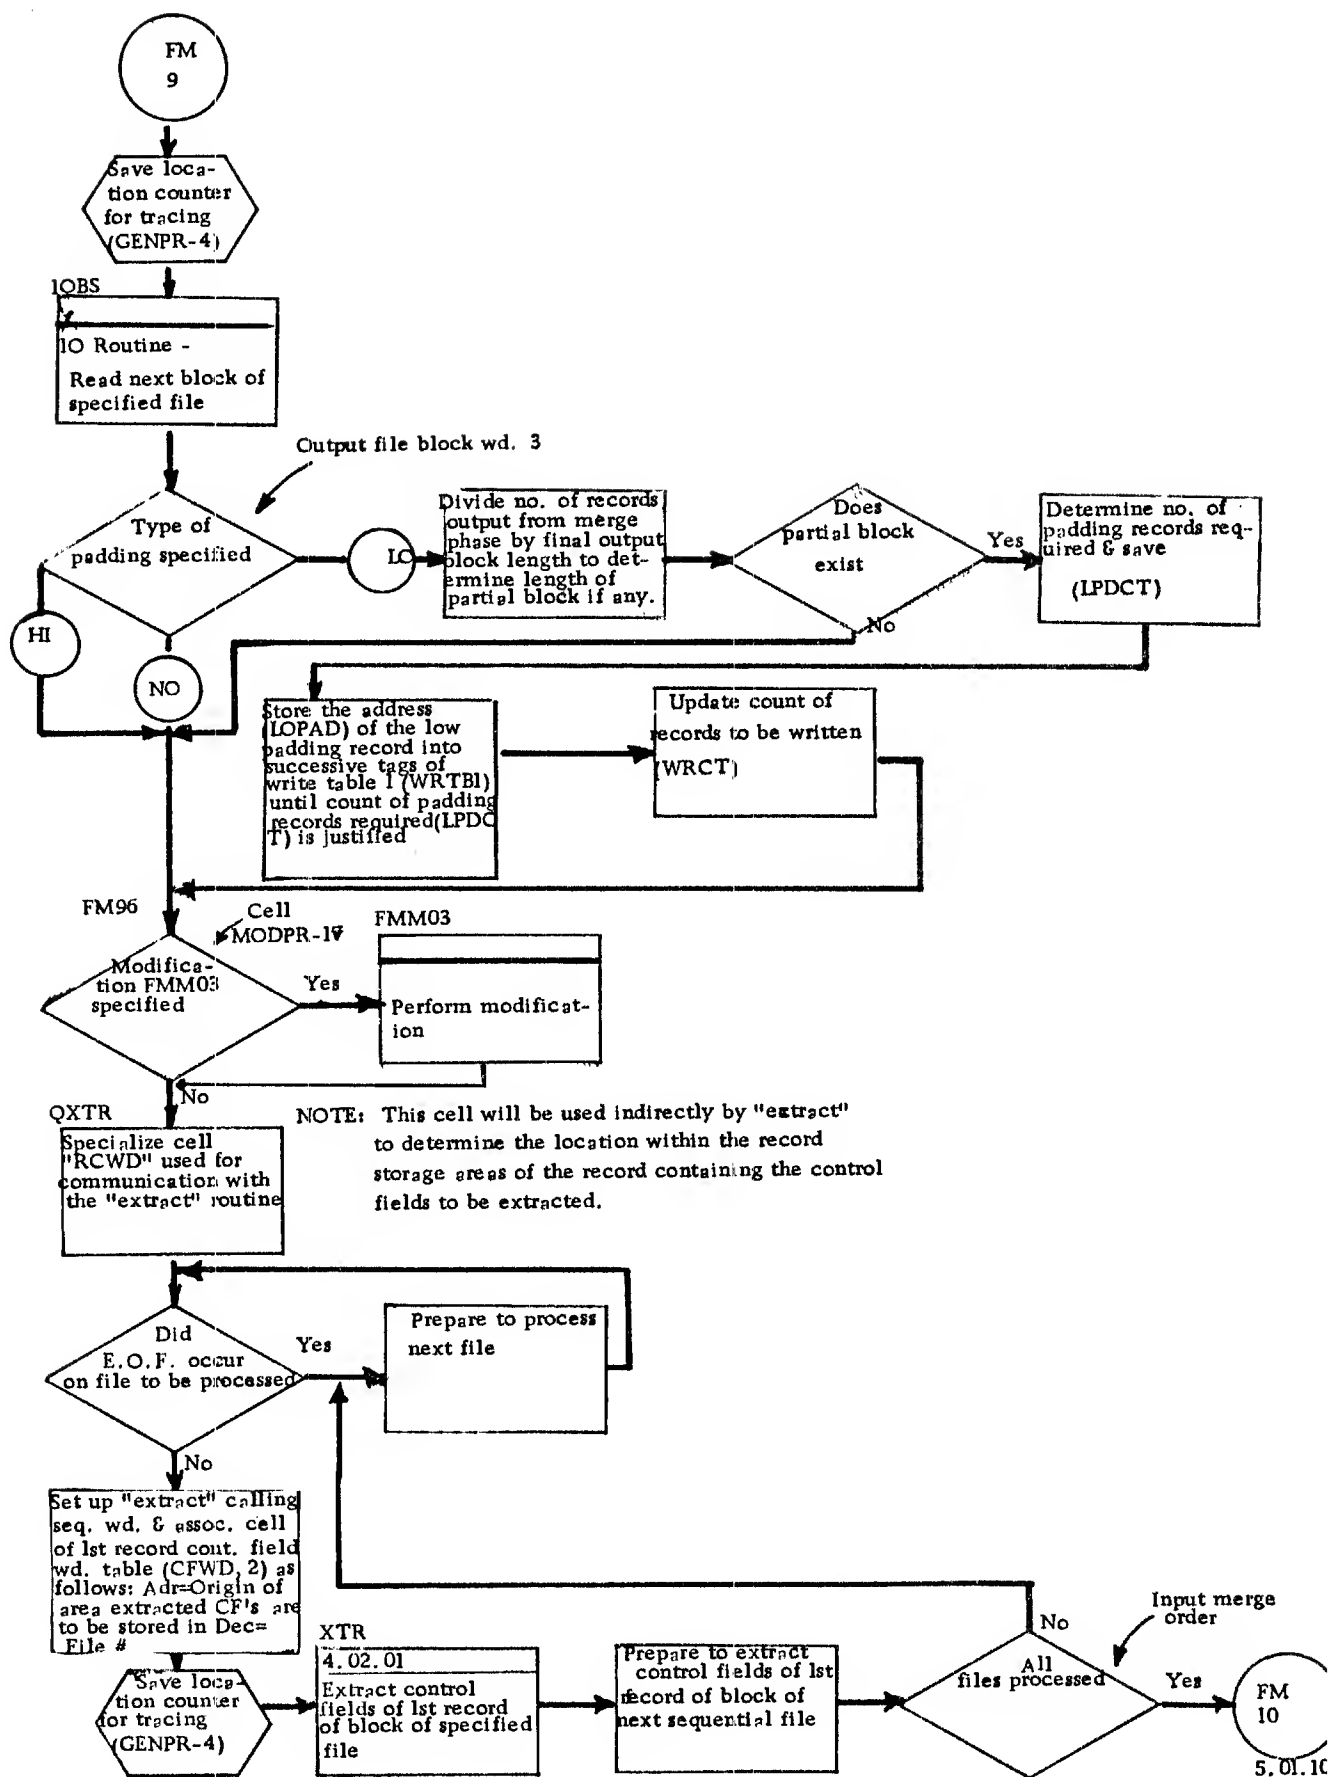 FM
9
Save loca-
tion counter
for tracing
(GENPR-4)
IOBS
IO Routine -
Read next block of
specified file
Output file block wd. 3
Type of
padding specified
LO
HI
NO
Divide no. of records
output from merge
phase by final output
block length to det-
ermine length of
partial block if any.
Does
partial block
exist
Yes
No
Determine no. of
padding records req-
uired & save
(LPDCT)
Store the address
(LOPAD) of the low
padding record into
successive tags of
write table 1 (WRTB1)
until count of padding
records required(LPDC
T) is justified
Update count of
records to be written
(WRCT)
FM96
Cell
Modifica-
tion FMM03
specified
Yes
No
FMM03
Perform modificat-
ion
QXTR
Specialize cell
"RCWD" used for
communication with
the "extract" routine
NOTE: This cell will be used indirectly by "extract"
to determine the location within the record
storage areas of the record containing the control
fields to be extracted.
Did
E.O.F. occur
on file to be processed
Yes
No
Prepare to process
next file
Set up "extract" calling
seq. wd. & assoc. cell
of 1st record cont. field
wd. table (CFWD, 2) as
follows: Adr=Origin of
area extracted CF's are
to be stored in Dec=
File #
Save loca-
tion counter
for tracing
(GENPR-4)
XTR
4.02.01
Extract control
fields of 1st record
of block of specified
file
Prepare to extract
control fields of 1st
record of block of
next sequential file
All
files processed
No
Yes
Input merge
order
FM
10
5.01.10